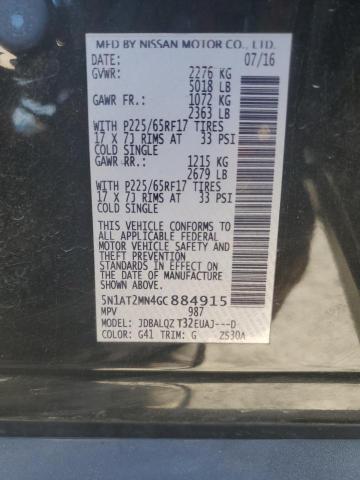 MFD BY NISSAN MOTOR CO., LTD.
DATE: 07/16
GVWR: 2276 KG
5018 LB
GAWR FR.: 1072 KG
2363 LB
WITH P225/65RF17 TIRES
17 X 7J RIMS AT 33 PSI
COLD SINGLE
GAWR RR.: 1215 KG
2679 LB
WITH P225/65RF17 TIRES
17 X 7J RIMS AT 33 PSI
COLD SINGLE
THIS VEHICLE CONFORMS TO
ALL APPLICABLE FEDERAL
MOTOR VEHICLE SAFETY AND BUMPER
STANDARDS IN EFFECT ON THE
DATE OF MANUFACTURE
SHOWN ABOVE.
5N1AT2MN4GC884915
MPV 987
MODEL: JDBALQZ T32EUAJ---D
COLOR: G41 TRIM: G ZS30A